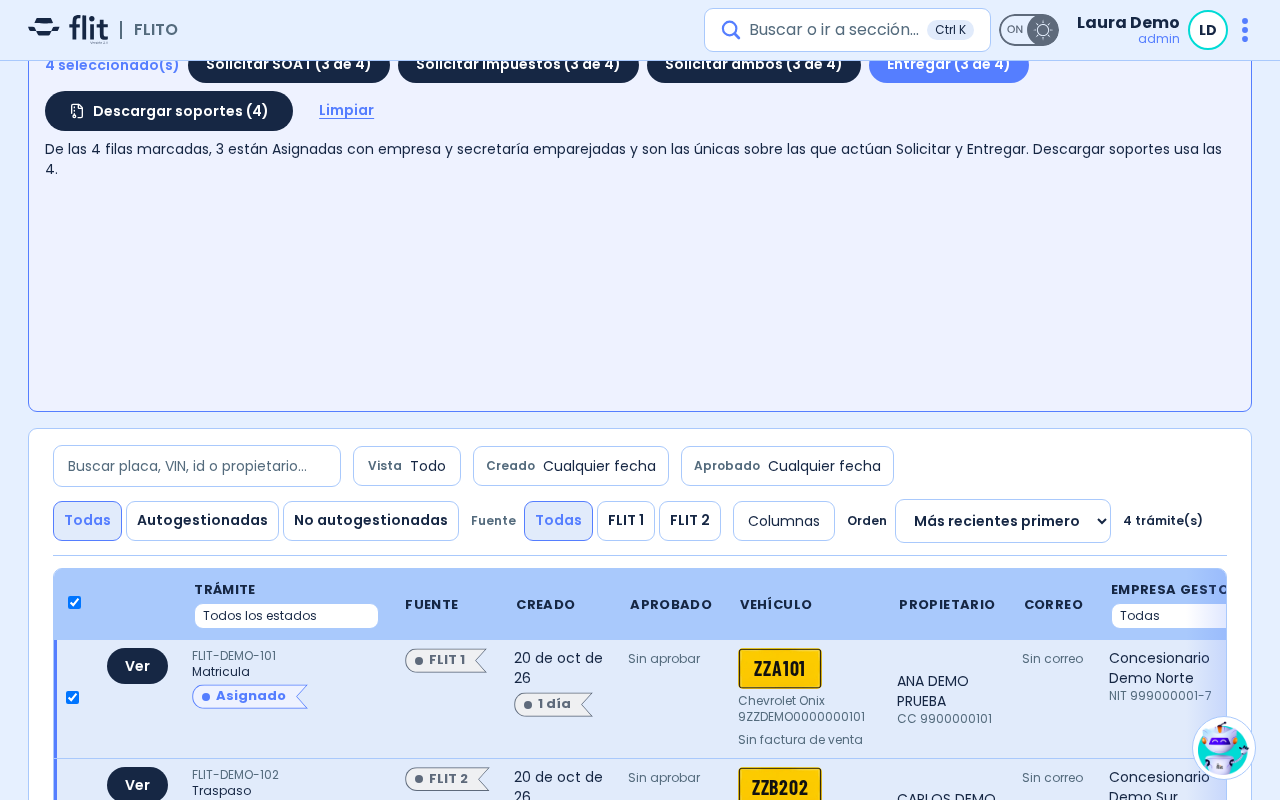 flit FLITO
Buscar o ir a sección... Ctrl K
ON
Laura Demo
admin
LD
4 seleccionado(s) Solicitar SOAT (3 de 4) Solicitar impuestos (3 de 4) Solicitar ambos (3 de 4) Entregar (3 de 4)
Descargar soportes (4) Limpiar
De las 4 filas marcadas, 3 están Asignadas con empresa y secretaría emparejadas y son las únicas sobre las que actúan Solicitar y Entregar. Descargar soportes usa las
4.
Buscar placa, VIN, id o propietario... Vista Todo Creado Cualquier fecha Aprobado Cualquier fecha
Todas Autogestionadas No autogestionadas Fuente Todas FLIT 1 FLIT 2 Columnas Orden Más recientes primero 4 trámite(s)
TRÁMITE FUENTE CREADO APROBADO VEHÍCULO PROPIETARIO CORREO EMPRESA GESTO
Todos los estados Todas
Ver
FLIT-DEMO-101
Matricula
Asignado
FLIT 1
20 de oct de
26
1 día
Sin aprobar
ZZA101
Chevrolet Onix
9ZZDEMO0000000101
Sin factura de venta
ANA DEMO
PRUEBA
CC 9900000101
Sin correo
Concesionario
Demo Norte
NIT 999000001-7
Ver
FLIT-DEMO-102
Traspaso
FLIT 2
20 de oct de
26
Sin aprobar
ZZB202
CARLOS DEMO
Sin correo
Concesionario
Demo Sur